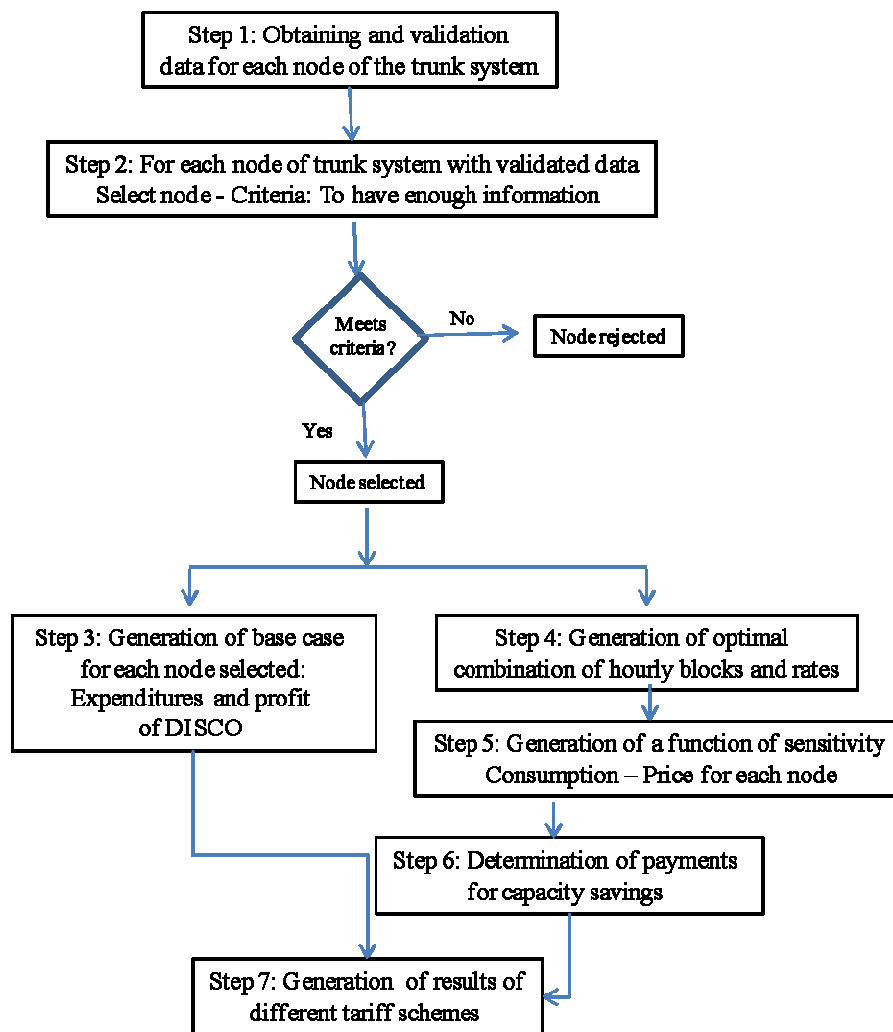 Step 1: Obtaining and validation
data for each node of the trunk system
Step 2: For each node of trunk system with validated data
Select node - Criteria: To have enough information
Meets
criteria?
No
Node rejected
Yes
Node selected
Step 3: Generation of base case
for each node selected:
Expenditures and profit
of DISCO
Step 4: Generation of optimal
combination of hourly blocks and rates
Step 5: Generation of a function of sensitivity
Consumption – Price for each node
Step 6: Determination of payments
for capacity savings
Step 7: Generation of results of
different tariff schemes